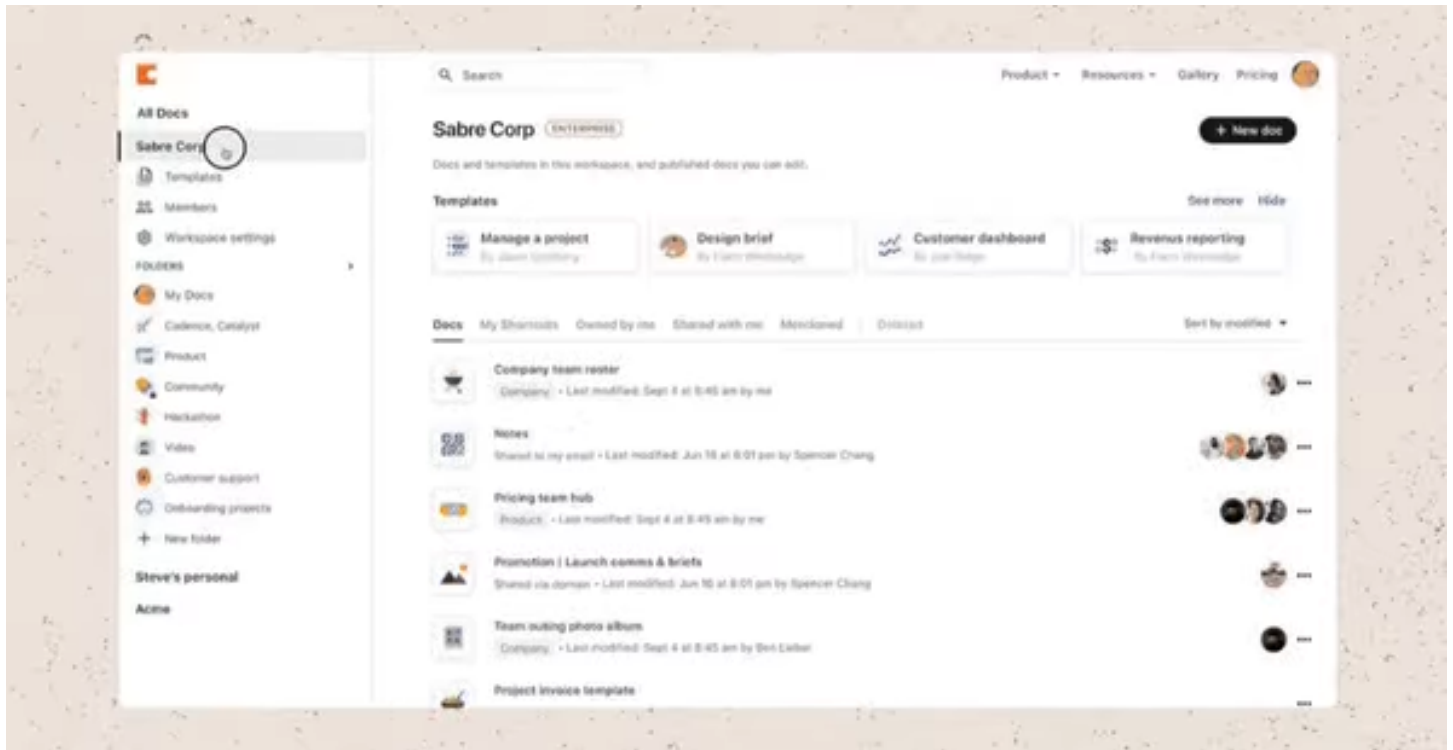 Search
Product
Resources
Gallery
Pricing
All Docs
Sabre Corp
Templates
Members
Workspace settings
FOLDERS
My Docs
Cadence, Catalyst
Product
Community
Hackathon
Video
Customer support
Onboarding projects
+ New folder
Steve's personal
Acme
Sabre Corp ENTERPRISE
+ New doc
Docs and templates in this workspace, and published docs you can edit.
Templates
See more Hide
Manage a project
By
Design brief
By
Customer dashboard
By
Revenus reporting
By
Docs My Shortcuts Owned by me Shared with me Mentioned Deleted
Sort by modified
Company team roster
Company • Last modified: Sept 4 at 8:45 am by me
Notes
Shared to my email • Last modified: Jun 16 at 8:01 pm by Spencer Chang
Pricing team hub
Product • Last modified: Sept 4 at 8:45 am by me
Promotion | Launch comms & briefs
Shared via domain • Last modified: Jun 16 at 8:01 pm by Spencer Chang
Team outing photo album
Company • Last modified: Sept 4 at 8:45 am by Ben
Project invoice template